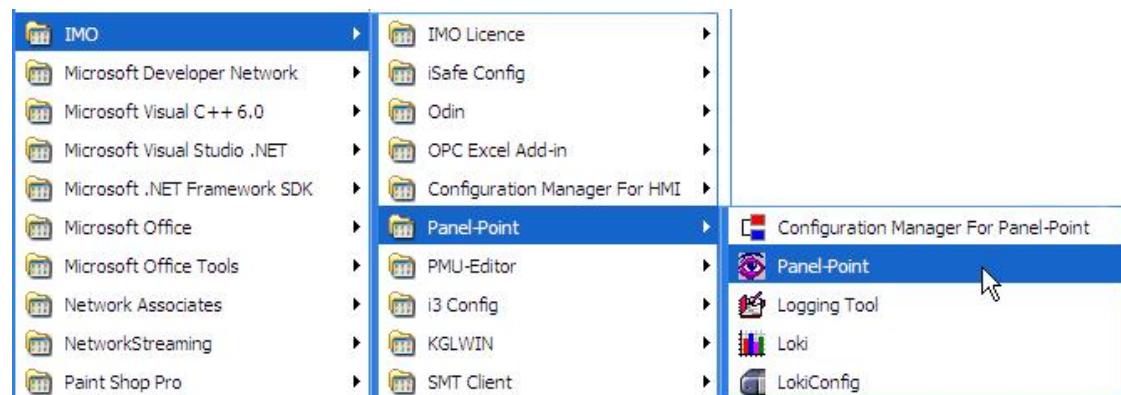 IMO
Microsoft Developer Network
Microsoft Visual C++ 6.0
Microsoft Visual Studio .NET
Microsoft .NET Framework SDK
Microsoft Office
Microsoft Office Tools
Network Associates
NetworkStreaming
Paint Shop Pro
IMO Licence
iSafe Config
Odin
OPC Excel Add-in
Configuration Manager For HMI
Panel-Point
PMU-Editor
i3 Config
KGLWIN
SMT Client
Configuration Manager For Panel-Point
Panel-Point
Logging Tool
Loki
LokiConfig